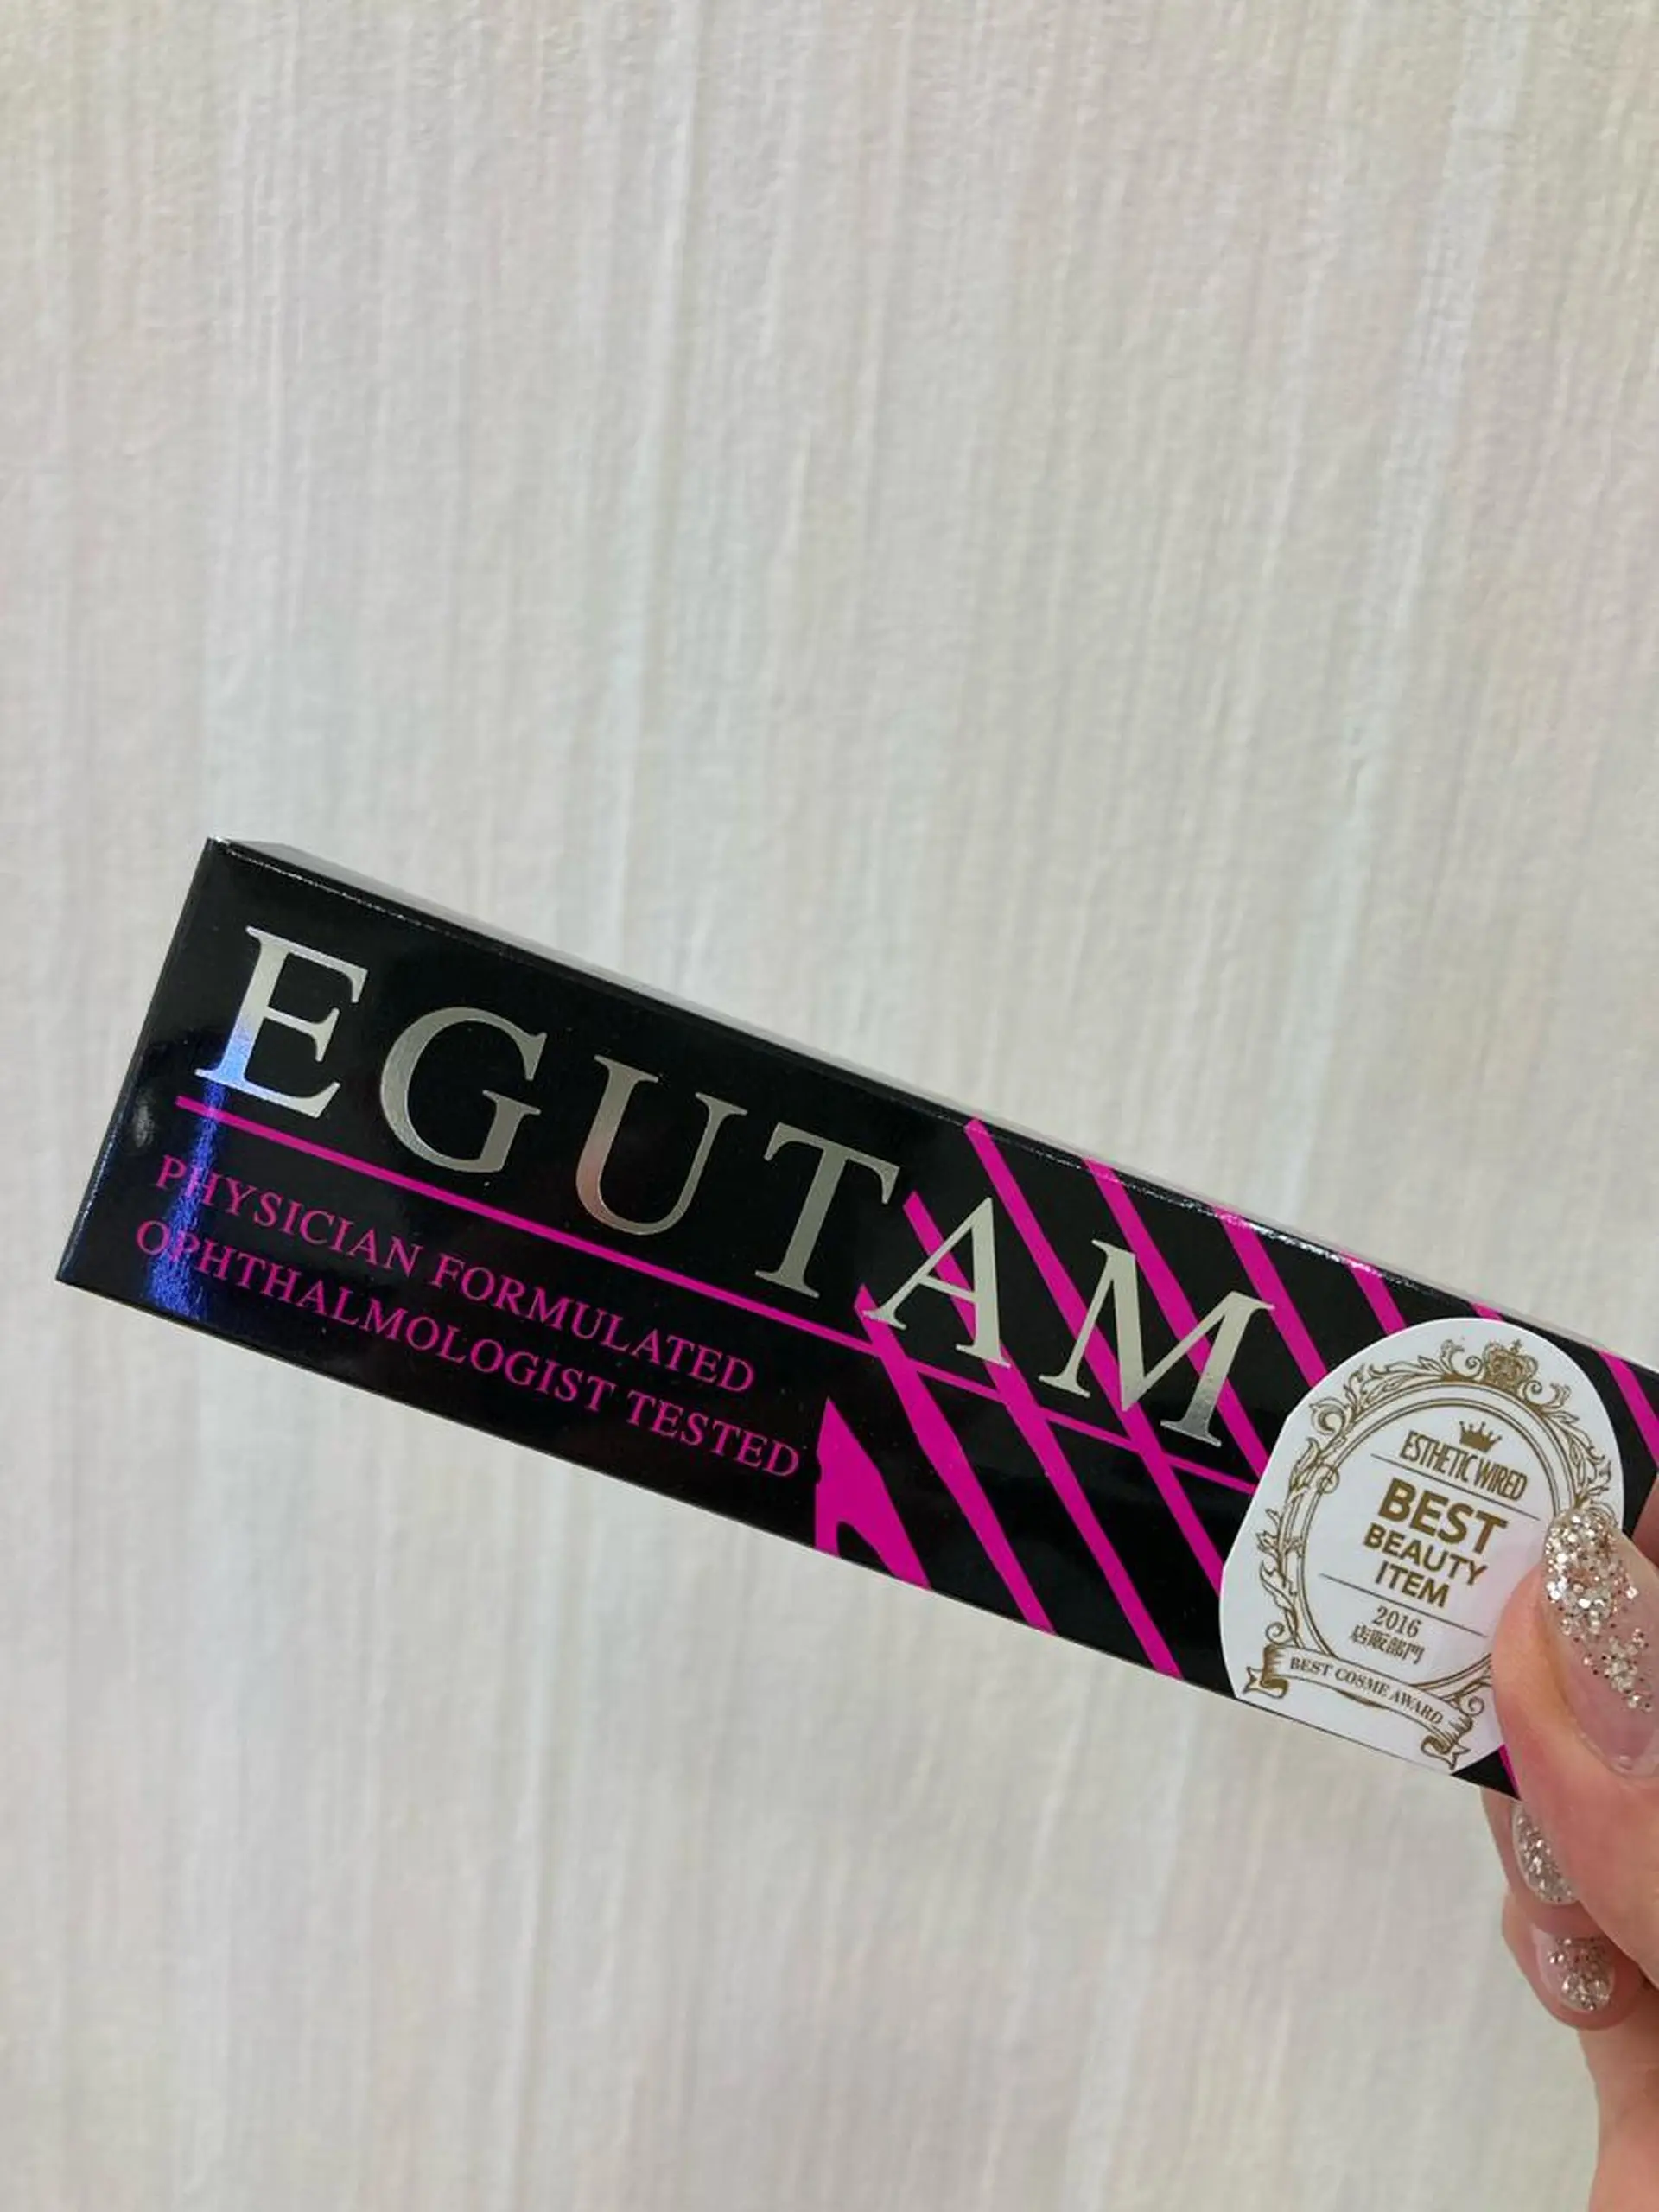 EGUTAM
PHYSICIAN FORMULATED
OPHTHALMOLOGIST TESTED
ESTHETIC WIRED
BEST
BEAUTY
ITEM
2016
店販部門
BEST COSME AWARD